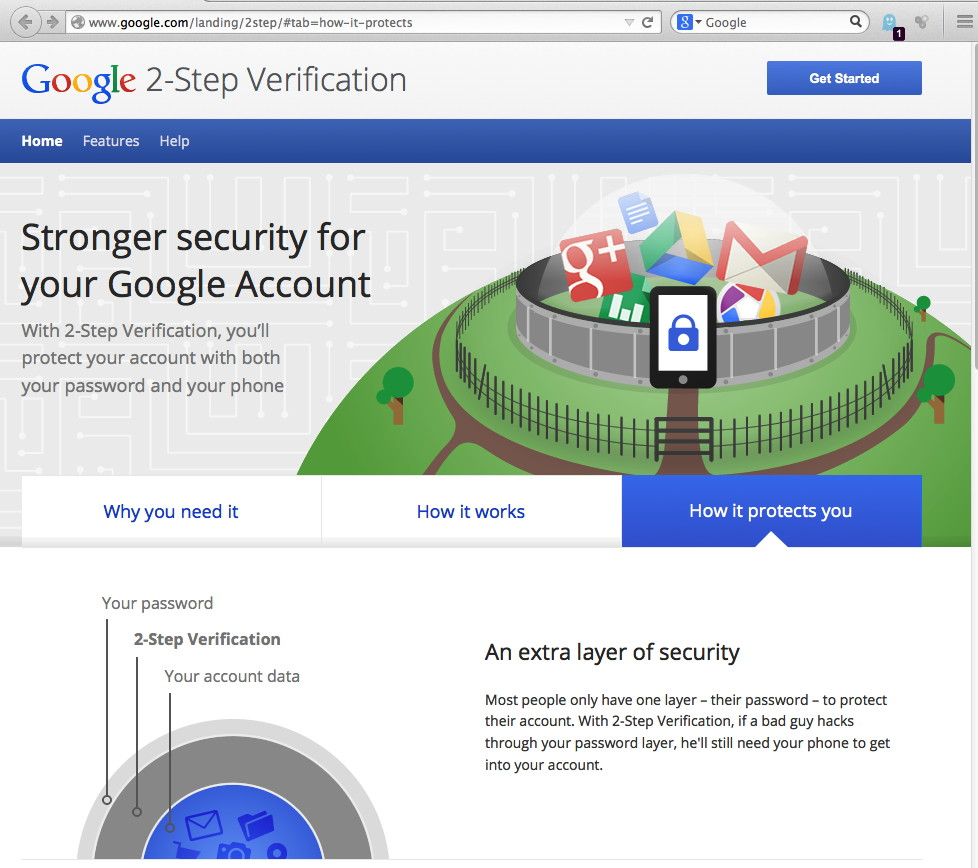 www.google.com/landing/2step/#tab=how-it-protects
8 Google
1
Google 2-Step Verification
Get Started
Home Features Help
Stronger security for
your Google Account
With 2-Step Verification, you'll
protect your account with both
your password and your phone
g+
Why you need it
How it works
How it protects you
Your password
2-Step Verification
Your account data
An extra layer of security
Most people only have one layer – their password – to protect
their account. With 2-Step Verification, if a bad guy hacks
through your password layer, he'll still need your phone to get
into your account.